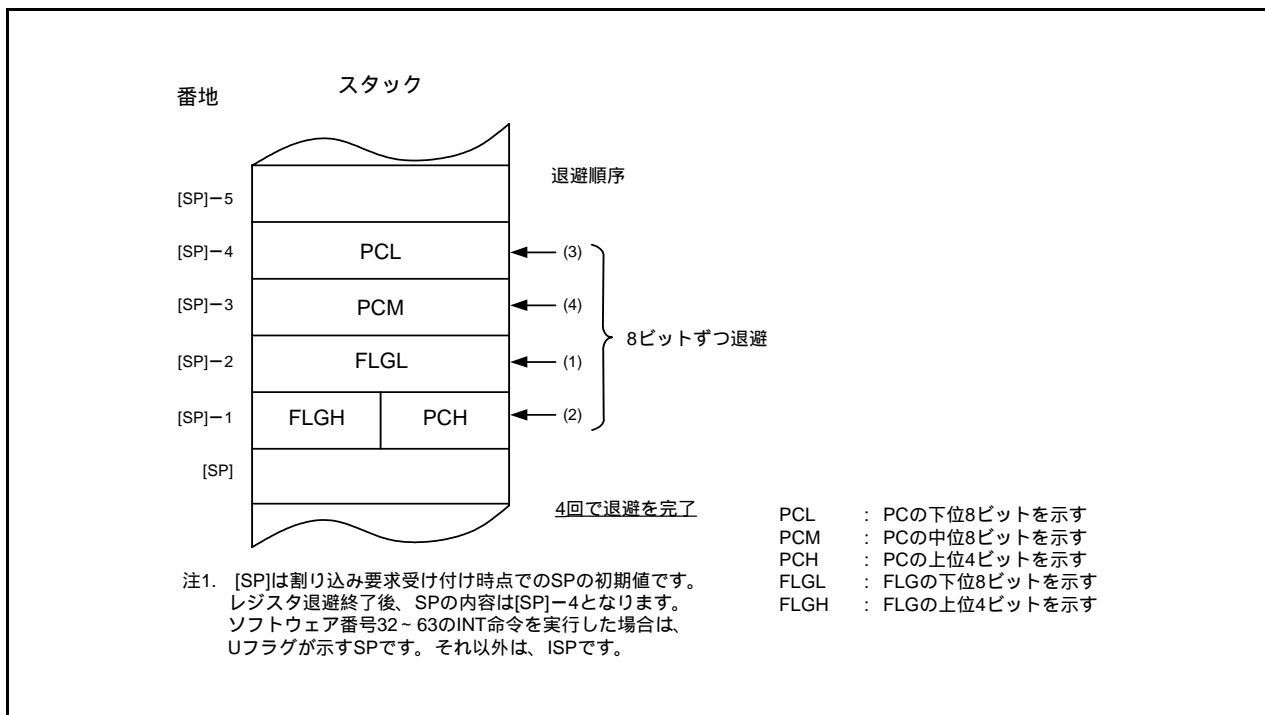 番地
スタック
退避順序
[SP]ー5
[SP]ー4 PCL (3)
[SP]ー3 PCM (4)
8ビットずつ退避
[SP]ー2 FLGL (1)
[SP]ー1 FLGH PCH (2)
[SP]
4回で退避を完了
PCL : PCの下位8ビットを示す
PCM : PCの中位8ビットを示す
PCH : PCの上位4ビットを示す
FLGL : FLGの下位8ビットを示す
FLGH : FLGの上位4ビットを示す
注1. [SP]は割り込み要求受け付け時点でのSPの初期値です。
レジスタ退避終了後、SPの内容は[SP]ー4となります。
ソフトウェア番号32~63のINT命令を実行した場合は、
Uフラグが示すSPです。それ以外は、ISPです。